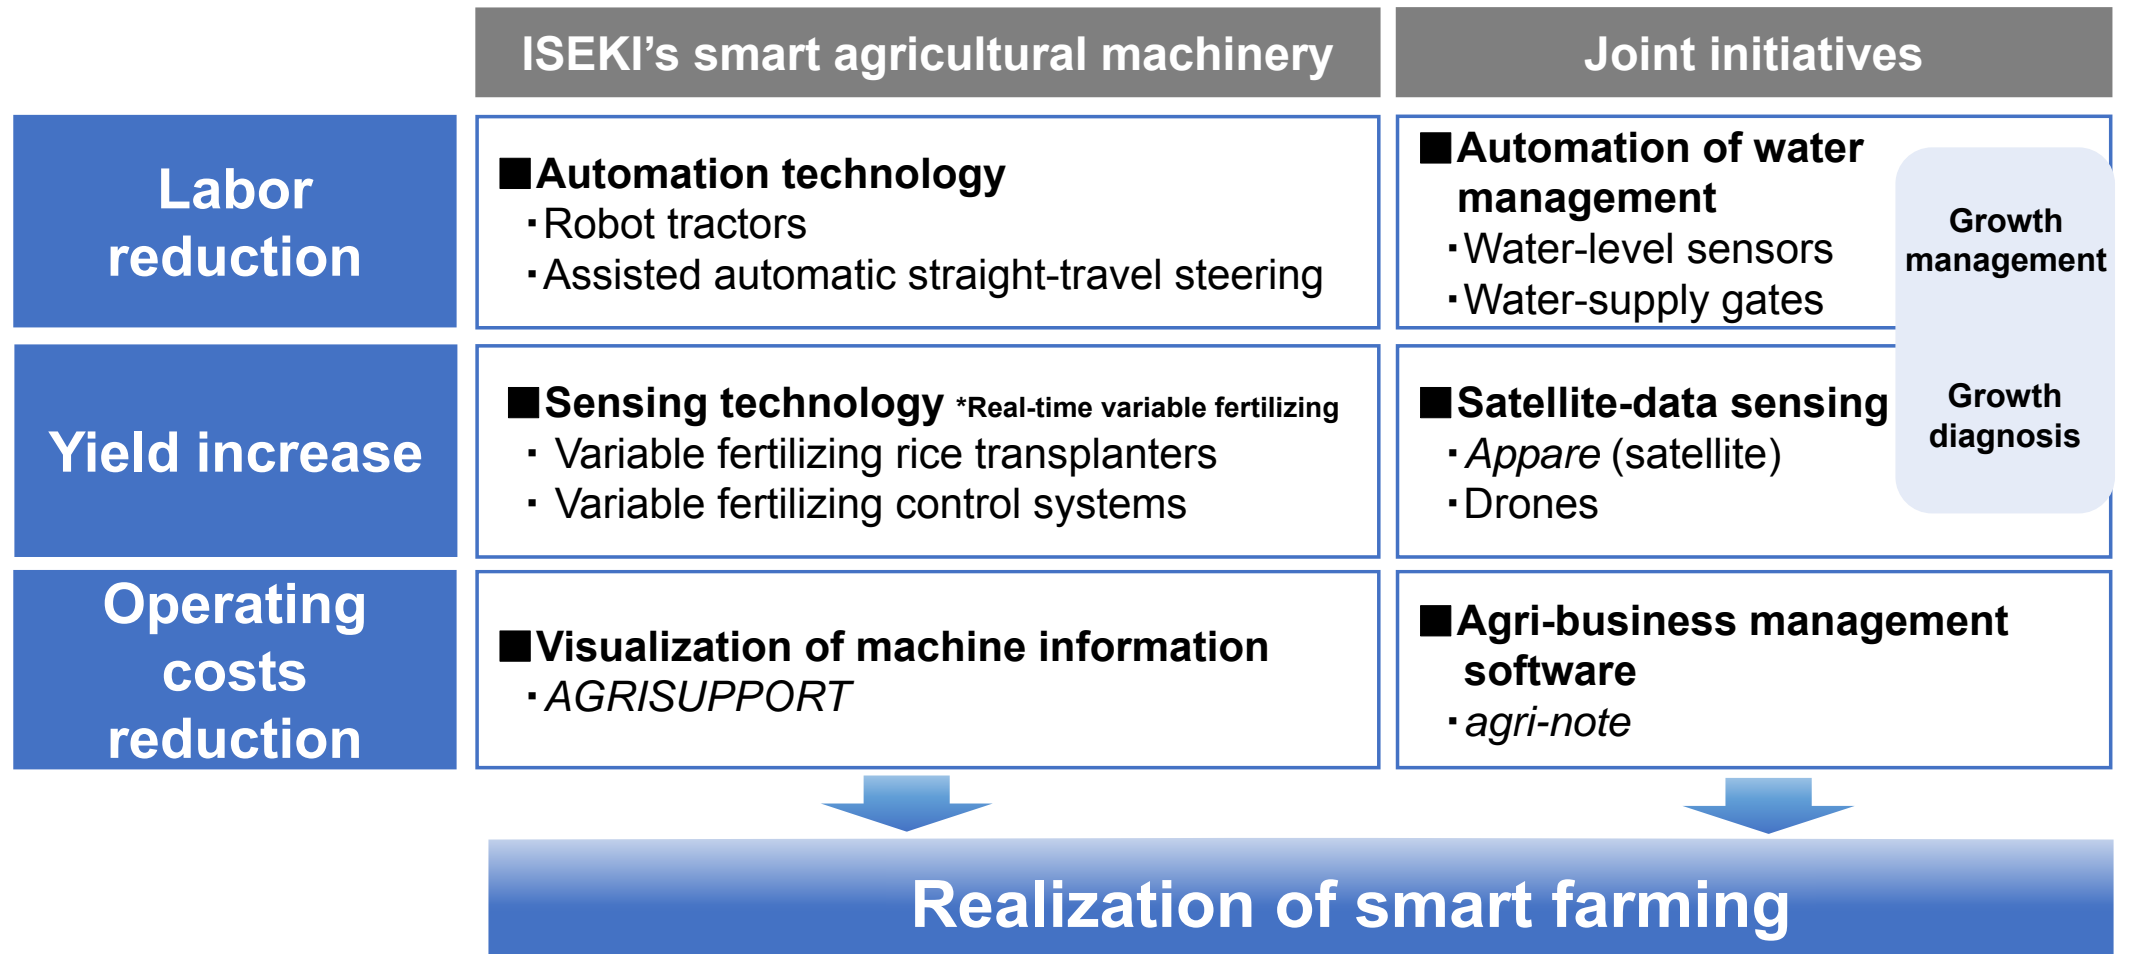 ISEKI’s smart agricultural machinery
Joint initiatives
Labor
reduction
■Automation technology
・Robot tractors
・Assisted automatic straight-travel steering
■Automation of water
management
・Water-level sensors
・Water-supply gates
Growth
management
Yield increase
■Sensing technology *Real-time variable fertilizing
・ Variable fertilizing rice transplanters
・ Variable fertilizing control systems
■Satellite-data sensing
・Appare (satellite)
・Drones
Growth
diagnosis
Operating
costs
reduction
■Visualization of machine information
・AGRISUPPORT
■Agri-business management
software
・agri-note
Realization of smart farming